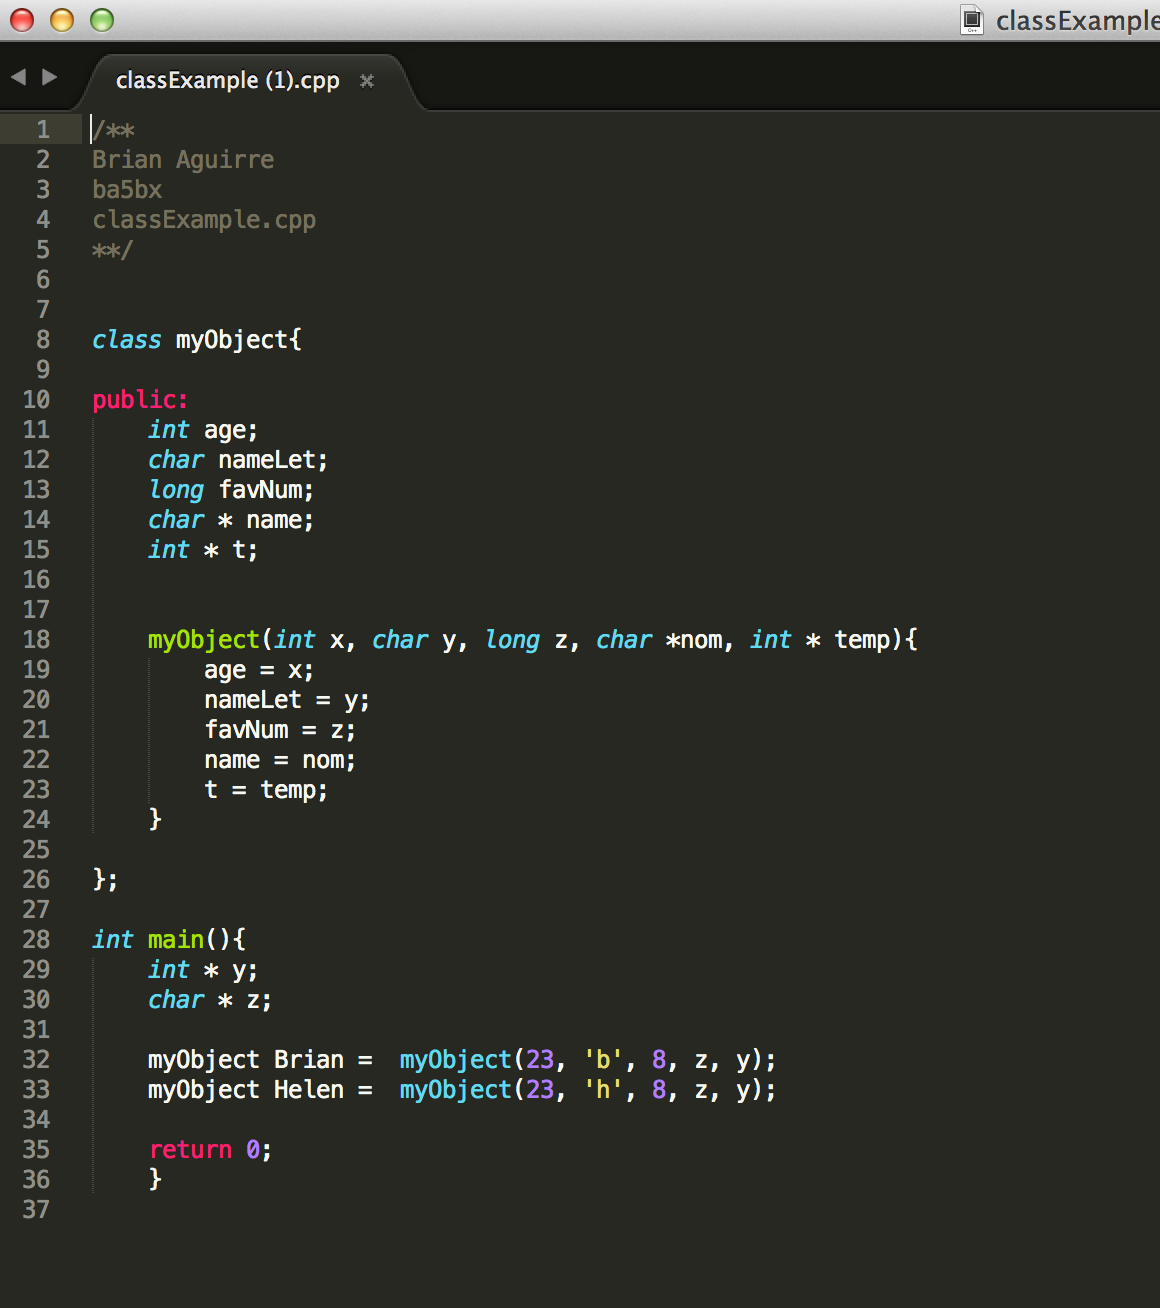 classExample
classExample (1).cpp
1 /**
2 Brian Aguirre
3 ba5bx
4 classExample.cpp
5 **/
6
7
8 class myObject{
9
10 public:
11     int age;
12     char nameLet;
13     long favNum;
14     char * name;
15     int * t;
16
17
18     myObject(int x, char y, long z, char *nom, int * temp){
19         age = x;
20         nameLet = y;
21         favNum = z;
22         name = nom;
23         t = temp;
24     }
25
26 };
27
28 int main(){
29     int * y;
30     char * z;
31
32     myObject Brian =  myObject(23, 'b', 8, z, y);
33     myObject Helen =  myObject(23, 'h', 8, z, y);
34
35     return 0;
36     }
37